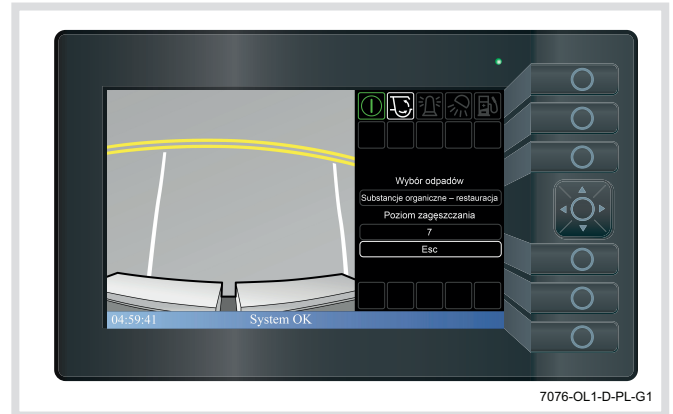 Wybór odpadów
Substancje organiczne – restauracja
Poziom zagęszczania
7
Esc
04:59:41 System OK
7076-OL1-D-PL-G1